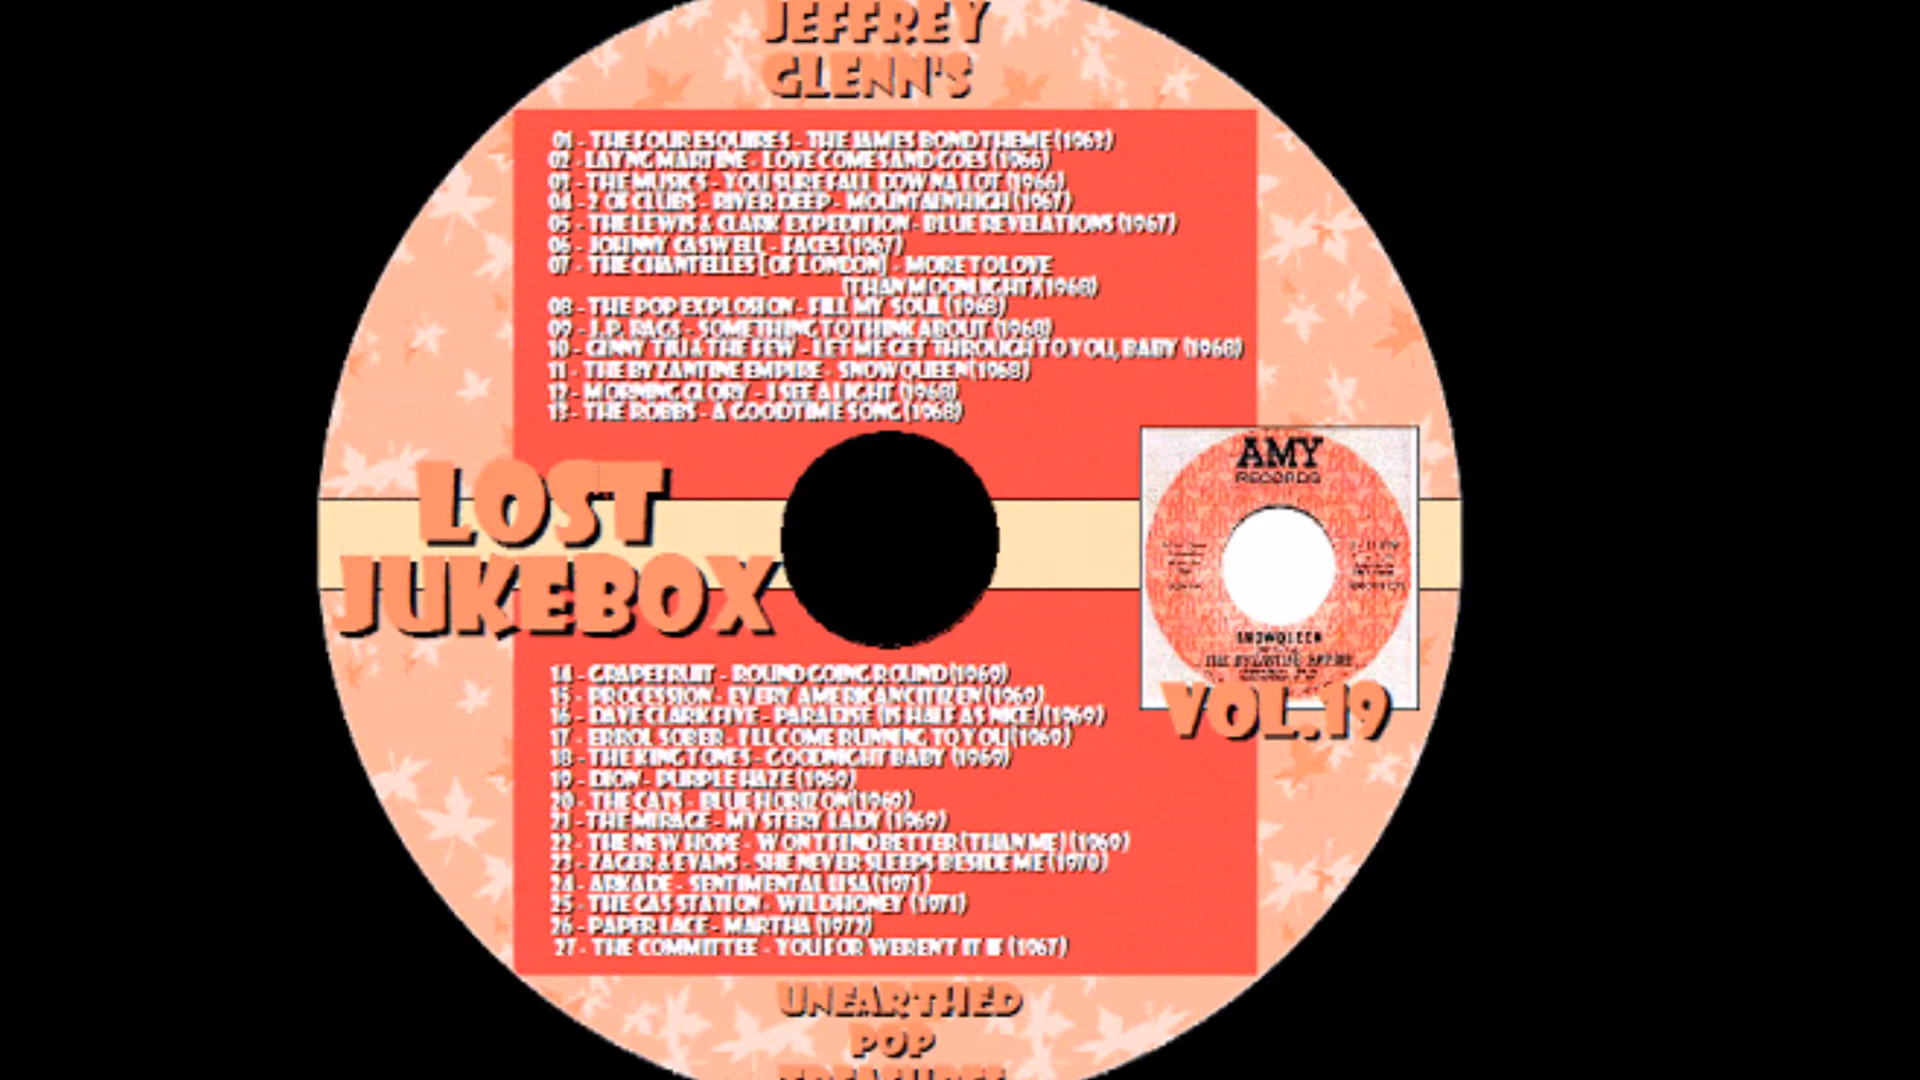 JEFFREY
GLENN'S
01 - THE FOUR ESQUIRES - THE JAMES BOND THEME (1963)
02 - LAYNG MARTINE - LOVE COMES AND GOES (1966)
03 - THE MUSICS - YOU SURE FALL DOWN A LOT (1966)
04 - 2 OF CLUBS - RIVER DEEP - MOUNTAIN HIGH (1967)
05 - THE LEWIS & CLARK EXPEDITION - BLUE REVELATIONS (1967)
06 - JOHNNY CASWELL - FACES (1967)
07 - THE CHANTELLES [OF LONDON] - MORE TO LOVE
(THAN MOONLIGHT) (1968)
08 - THE POP EXPLOSION - FILL MY SOUL (1968)
09 - J.P. RAGS - SOMETHING TO THINK ABOUT (1968)
10 - GINNY TIU & THE FEW - LET ME GET THROUGH TO YOU, BABY (1968)
11 - THE BYZANTINE EMPIRE - SNOWQUEEN (1968)
12 - MORNING GLORY - I SEE A LIGHT (1968)
13 - THE ROBBS - A GOOD TIME SONG (1968)
LOST
JUKEBOX
AMY
RECORDS
SNOWQUEEN
THE BYZANTINE EMPIRE
VOL.19
14 - GRAPEFRUIT - ROUND GOING ROUND (1969)
15 - PROCESSION - EVERY AMERICAN CITIZEN (1969)
16 - DAVE CLARK FIVE - PARADISE (IS HALF AS NICE) (1969)
17 - ERROL SOBER - I'LL COME RUNNING TO YOU (1969)
18 - THE KING TONES - GOODNIGHT BABY (1969)
19 - DION - PURPLE HAZE (1969)
20 - THE CATS - BLUE HORIZON (1969)
21 - THE MIRAGE - MYSTERY LADY (1969)
22 - THE NEW HOPE - WON'T FIND BETTER (THAN ME) (1969)
23 - ZAGER & EVANS - SHE NEVER SLEEPS BESIDE ME (1970)
24 - ARKADE - SENTIMENTAL LISA (1971)
25 - THE GAS STATION - WILD HONEY (1971)
26 - PAPER LACE - MARTHA (1972)
27 - THE COMMITTEE - YOU FOR WEREN'T IT IF (1967)
UNEARTHED
POP
TREASURES